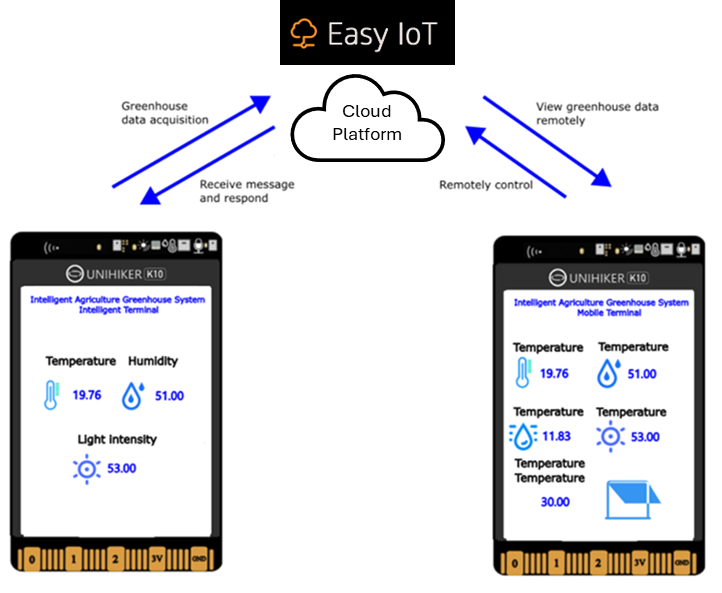 Easy IoT
Cloud
Platform
Greenhouse
data acquisition
View greenhouse data
remotely
Receive message
and respond
Remotely control
UNIHIKER K10
Intelligent Agriculture Greenhouse System
Intelligent Terminal
Temperature Humidity
19.76 51.00
Light intensity
53.00
0 1 2 3V GND
UNIHIKER K10
Intelligent Agriculture Greenhouse System
Mobile Terminal
Temperature Temperature
19.76 51.00
Temperature Temperature
11.83 53.00
Temperature
Temperature
30.00
0 1 2 3V GND